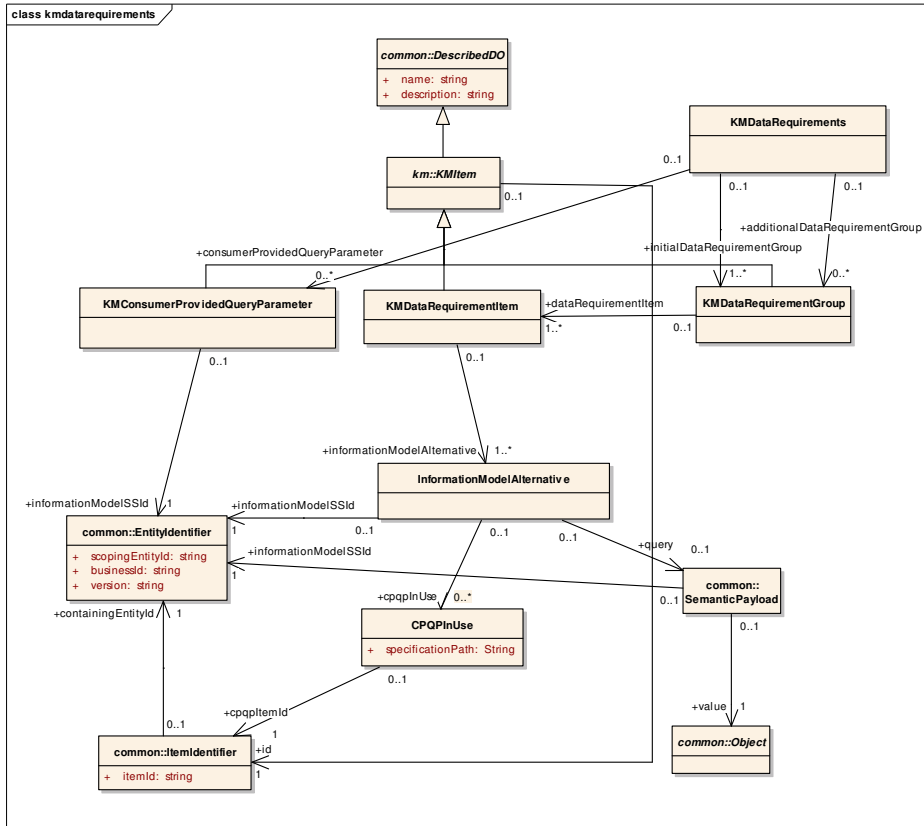 class kmdatarequirements
common::DescribedDO
+ name: string
+ description: string
KMDataRequirements
km::KMItem
0..1
0..1
0..1
0..1
+additionalDataRequirementGroup
+initialDataRequirementGroup
+consumerProvidedQueryParameter
0..*
1..*
0..*
KMConsumerProvidedQueryParameter
KMDataRequirementItem
KMDataRequirementGroup
+dataRequirementItem
1..*
0..1
0..1
0..1
+informationModelAlternative
1..*
InformationModelAlternative
+informationModelSSId
1
+informationModelSSId
1
0..1
0..1
0..1
common::EntityIdentifier
+ scopingEntityId: string
+ businessId: string
+ version: string
+informationModelSSId
1
+query
0..1
common::
SemanticPayload
0..1
0..1
+containingEntityId
1
+cpqpInUse
0..*
CPQPInUse
+ specificationPath: String
0..1
+cpqpItemId
1
0..1
+value
1
common::ItemIdentifier
+ itemId: string
+id
1
common::Object